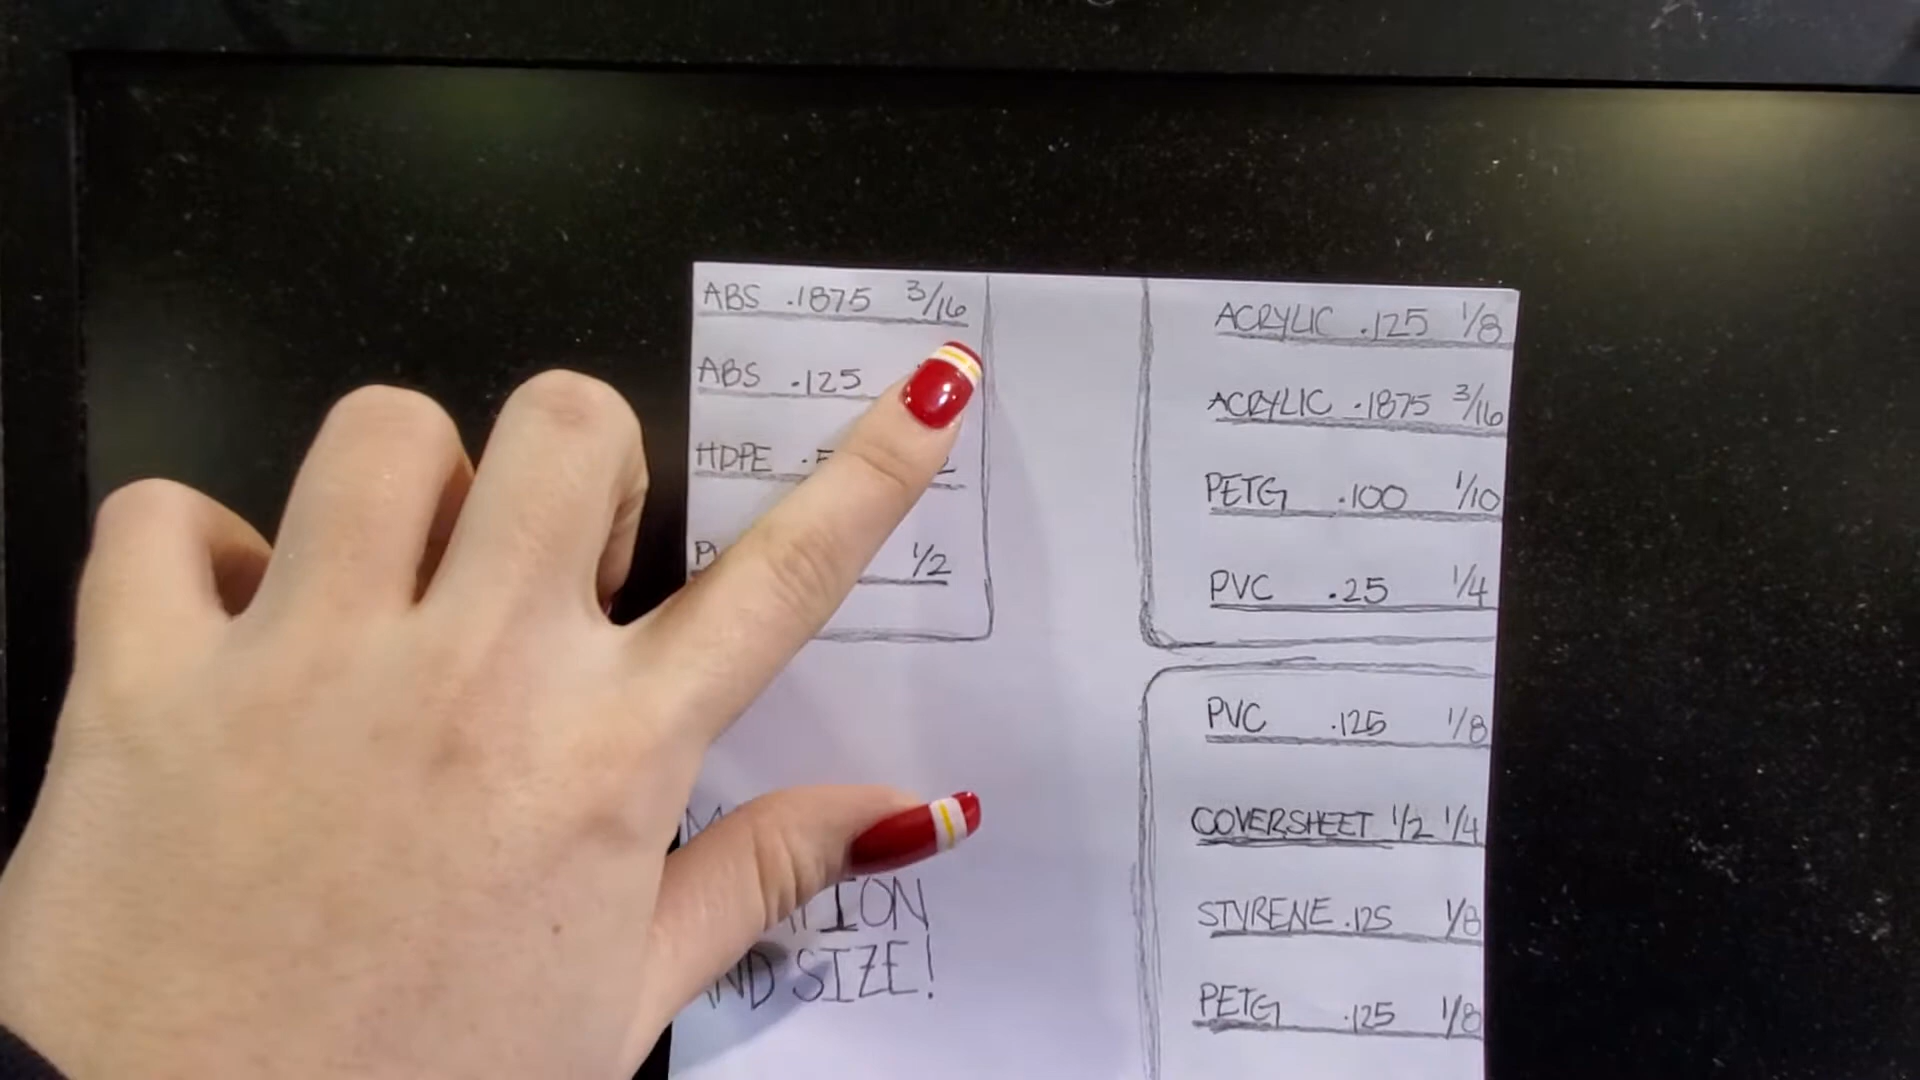 ABS .1875 3/16
ABS .125
HDPE
1/2
ACRYLIC .125 1/8
ACRYLIC .1875 3/16
PETG .100 1/10
PVC .25 1/4
PVC .125 1/8
COVERSHEET 1/2 1/4
STYRENE .125 1/8
PETG .125 1/8
SIZE!